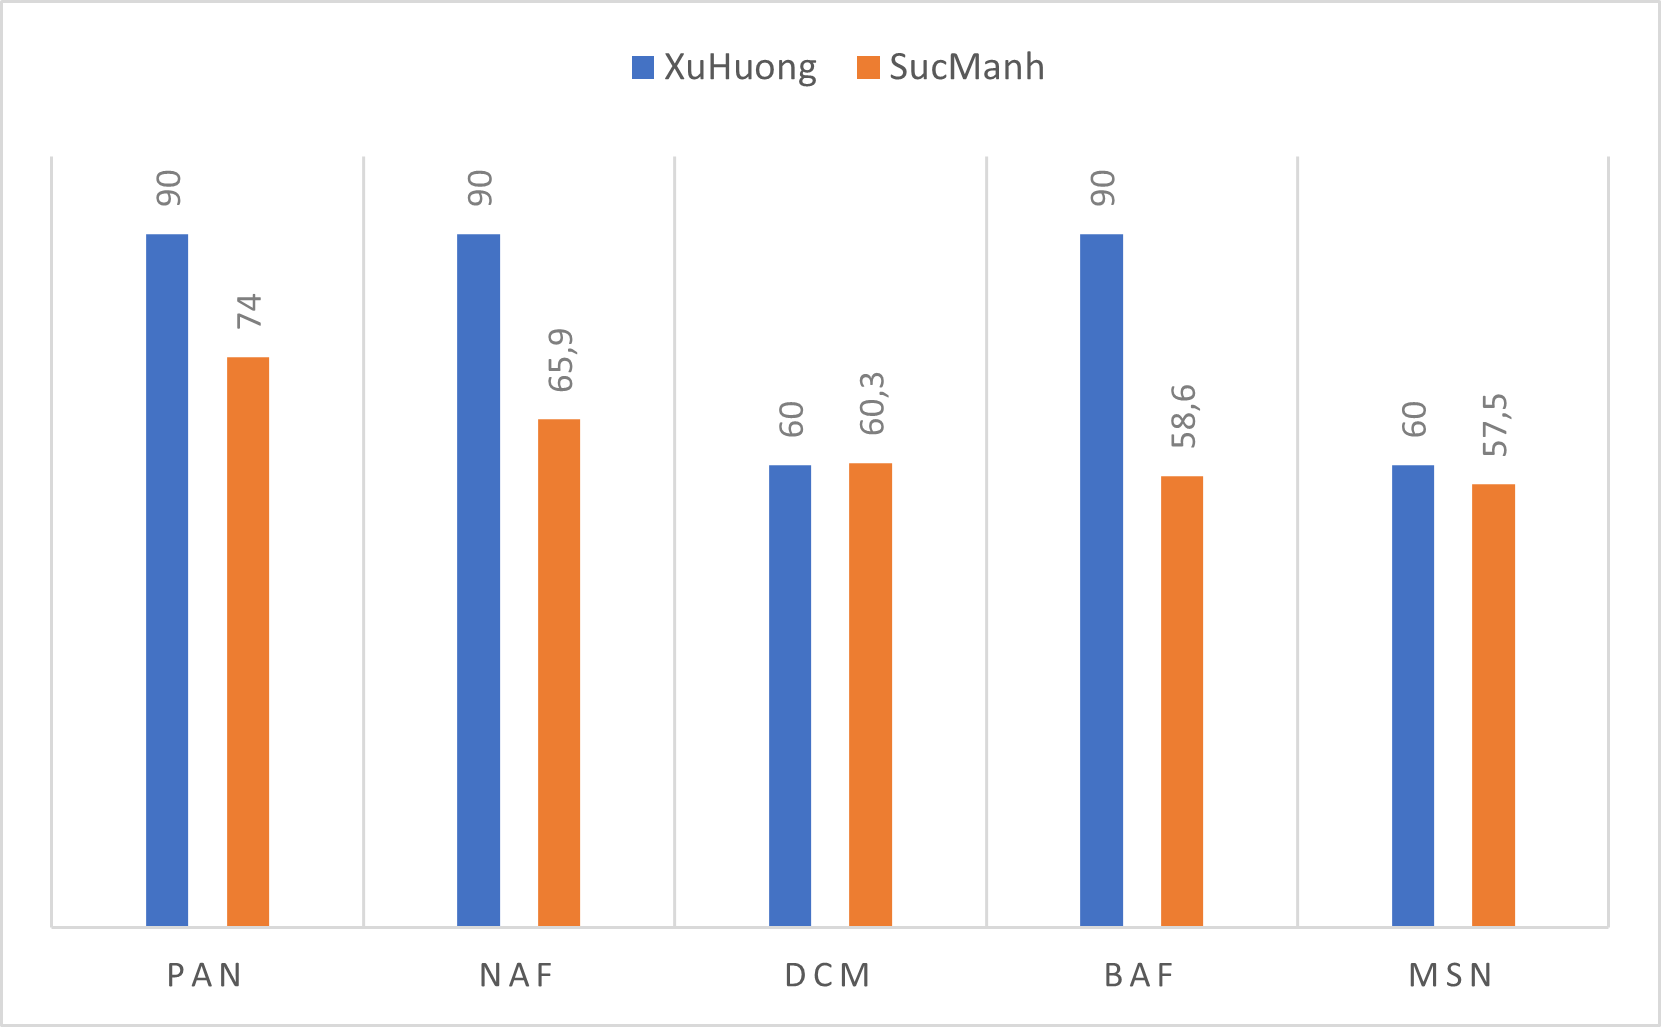 XuHuong SucManh
90 74 90 65,9 60 60,3 90 58,6 60 57,5
PAN NAF DCM BAF MSN